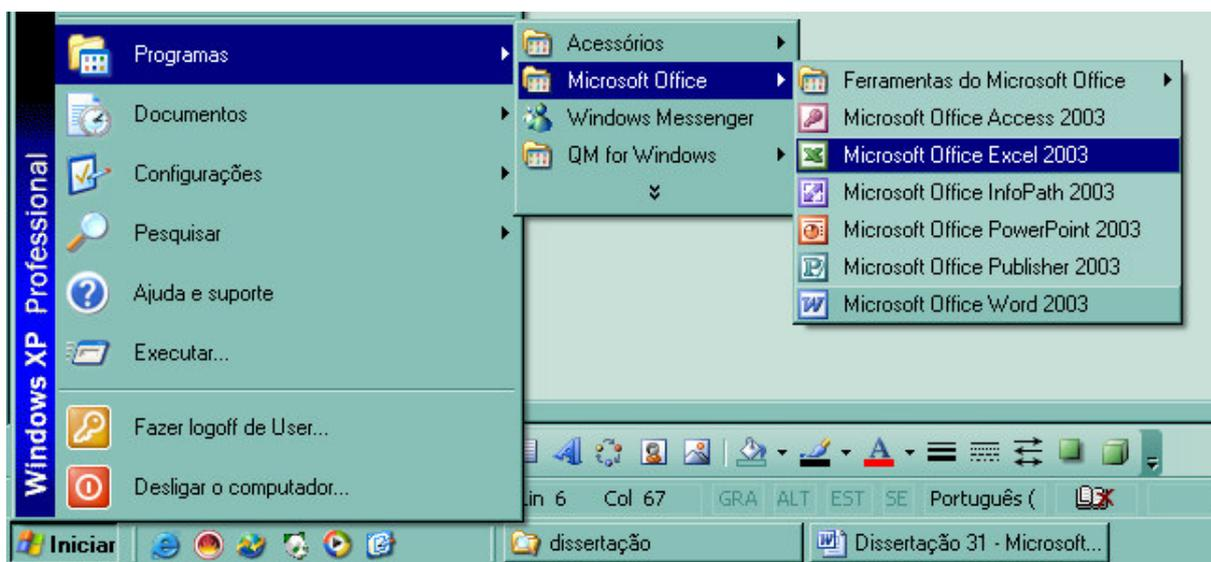 Windows XP Professional
Programas
Documentos
Configurações
Pesquisar
Ajuda e suporte
Executar...
Fazer logoff de User...
Desligar o computador...
Acessórios
Microsoft Office
Windows Messenger
QM for Windows
Ferramentas do Microsoft Office
Microsoft Office Access 2003
Microsoft Office Excel 2003
Microsoft Office InfoPath 2003
Microsoft Office PowerPoint 2003
Microsoft Office Publisher 2003
Microsoft Office Word 2003
Lin 6 Col 67 GRA ALT EST SE Português (
Iniciar dissertação Dissertação 31 - Microsoft...